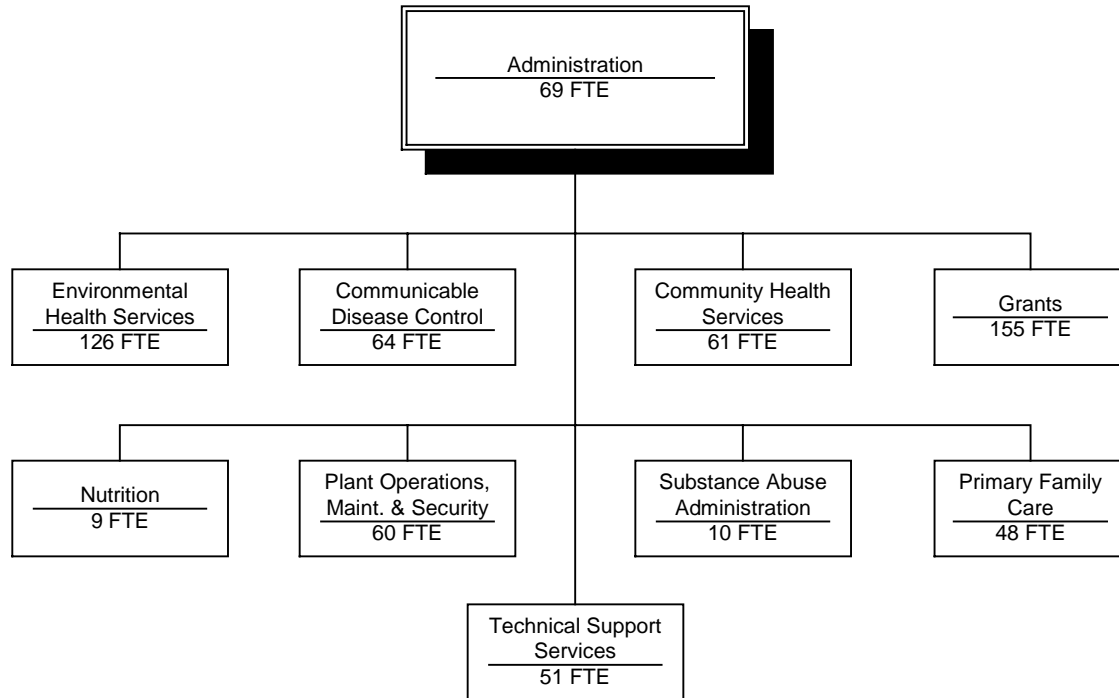 Administration
69 FTE
Environmental
Health Services
126 FTE
Communicable
Disease Control
64 FTE
Community Health
Services
61 FTE
Grants
155 FTE
Nutrition
9 FTE
Plant Operations,
Maint. & Security
60 FTE
Substance Abuse
Administration
10 FTE
Primary Family
Care
48 FTE
Technical Support
Services
51 FTE